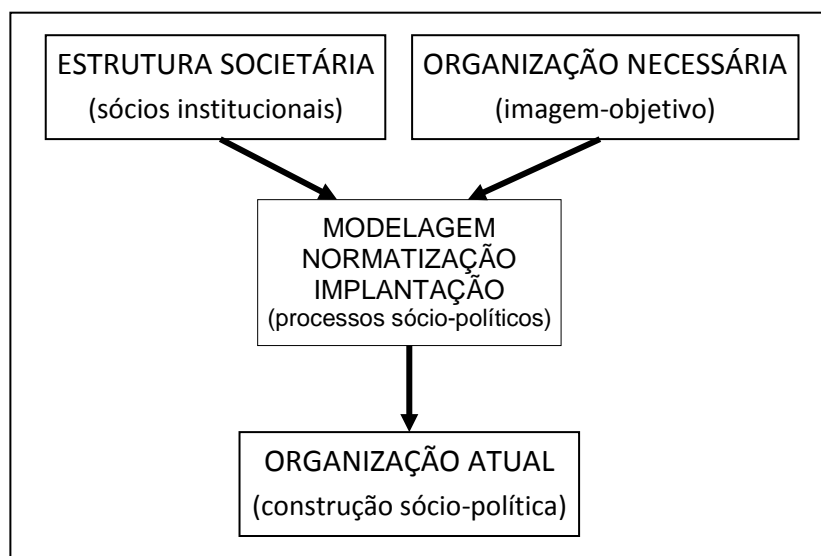 ESTRUTURA SOCIETÁRIA
(sócios institucionais)
ORGANIZAÇÃO NECESSÁRIA
(imagem-objetivo)
MODELAGEM
NORMATIZAÇÃO
IMPLANTAÇÃO
(processos sócio-políticos)
ORGANIZAÇÃO ATUAL
(construção sócio-política)